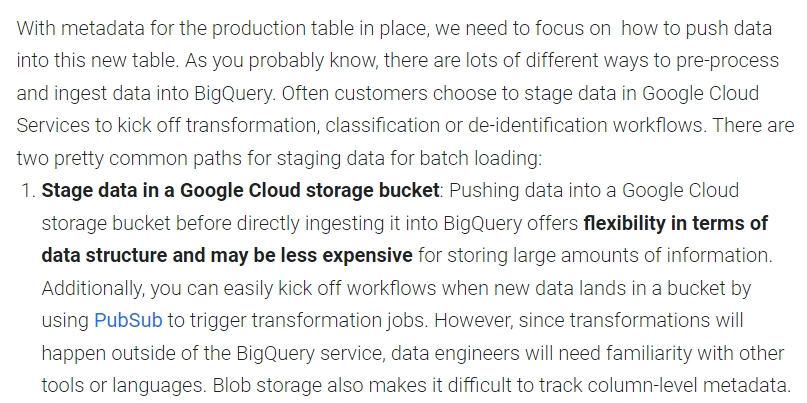 With metadata for the production table in place, we need to focus on  how to push data
into this new table. As you probably know, there are lots of different ways to pre-process
and ingest data into BigQuery. Often customers choose to stage data in Google Cloud
Services to kick off transformation, classification or de-identification workflows. There are
two pretty common paths for staging data for batch loading:
1. Stage data in a Google Cloud storage bucket: Pushing data into a Google Cloud
storage bucket before directly ingesting it into BigQuery offers flexibility in terms of
data structure and may be less expensive for storing large amounts of information.
Additionally, you can easily kick off workflows when new data lands in a bucket by
using PubSub to trigger transformation jobs. However, since transformations will
happen outside of the BigQuery service, data engineers will need familiarity with other
tools or languages. Blob storage also makes it difficult to track column-level metadata.